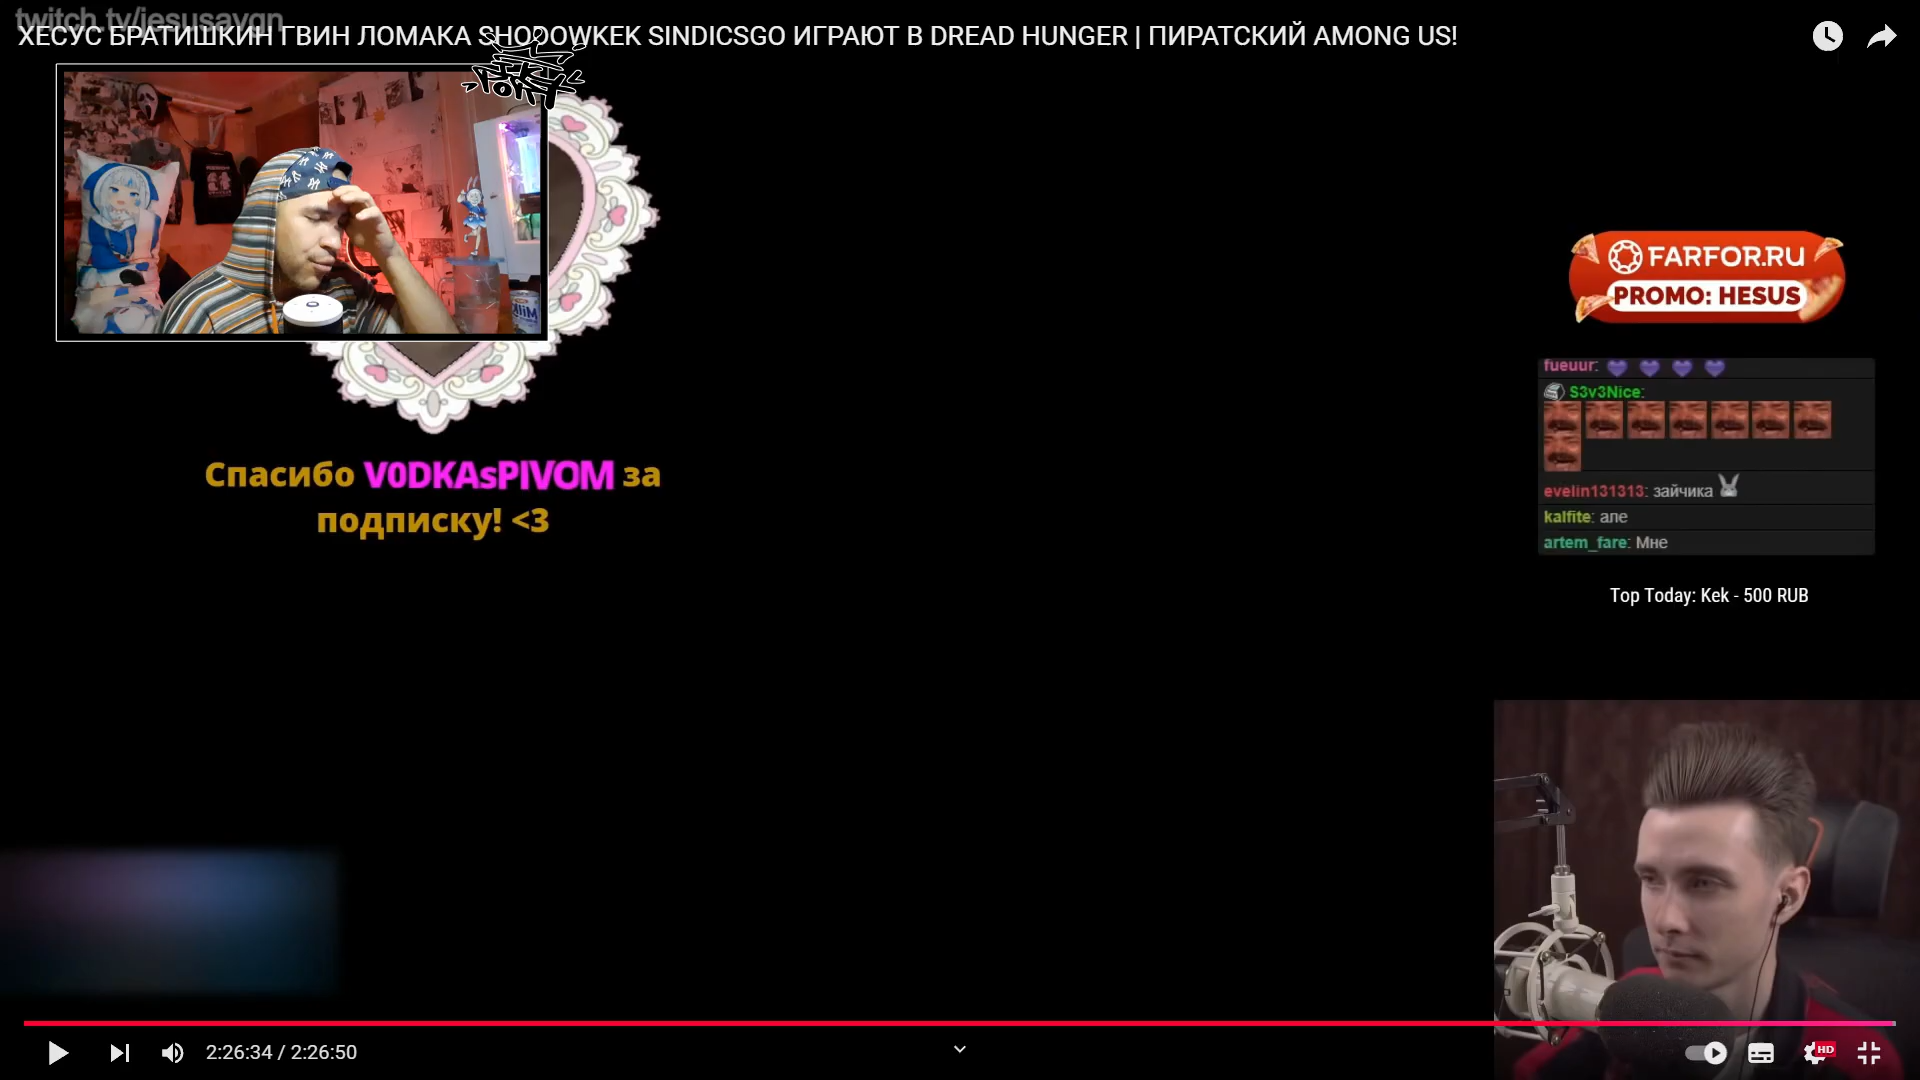 twitch.tv/jesusavgn
ХЕСУС БРАТИШКИН ГВИН ЛОМАКА SHODOWKEK SINDICSGO ИГРАЮТ В DREAD HUNGER | ПИРАТСКИЙ AMONG US!
FARFOR.RU
PROMO: HESUS
fueuur:
S3v3Nice:
evelin131313: зайчика
kalfite: але
artem_fare: Мне
Спасибо V0DKAsPIVOM за
подписку! <3
Top Today: Kek - 500 RUB
2:26:34 / 2:26:50
HD